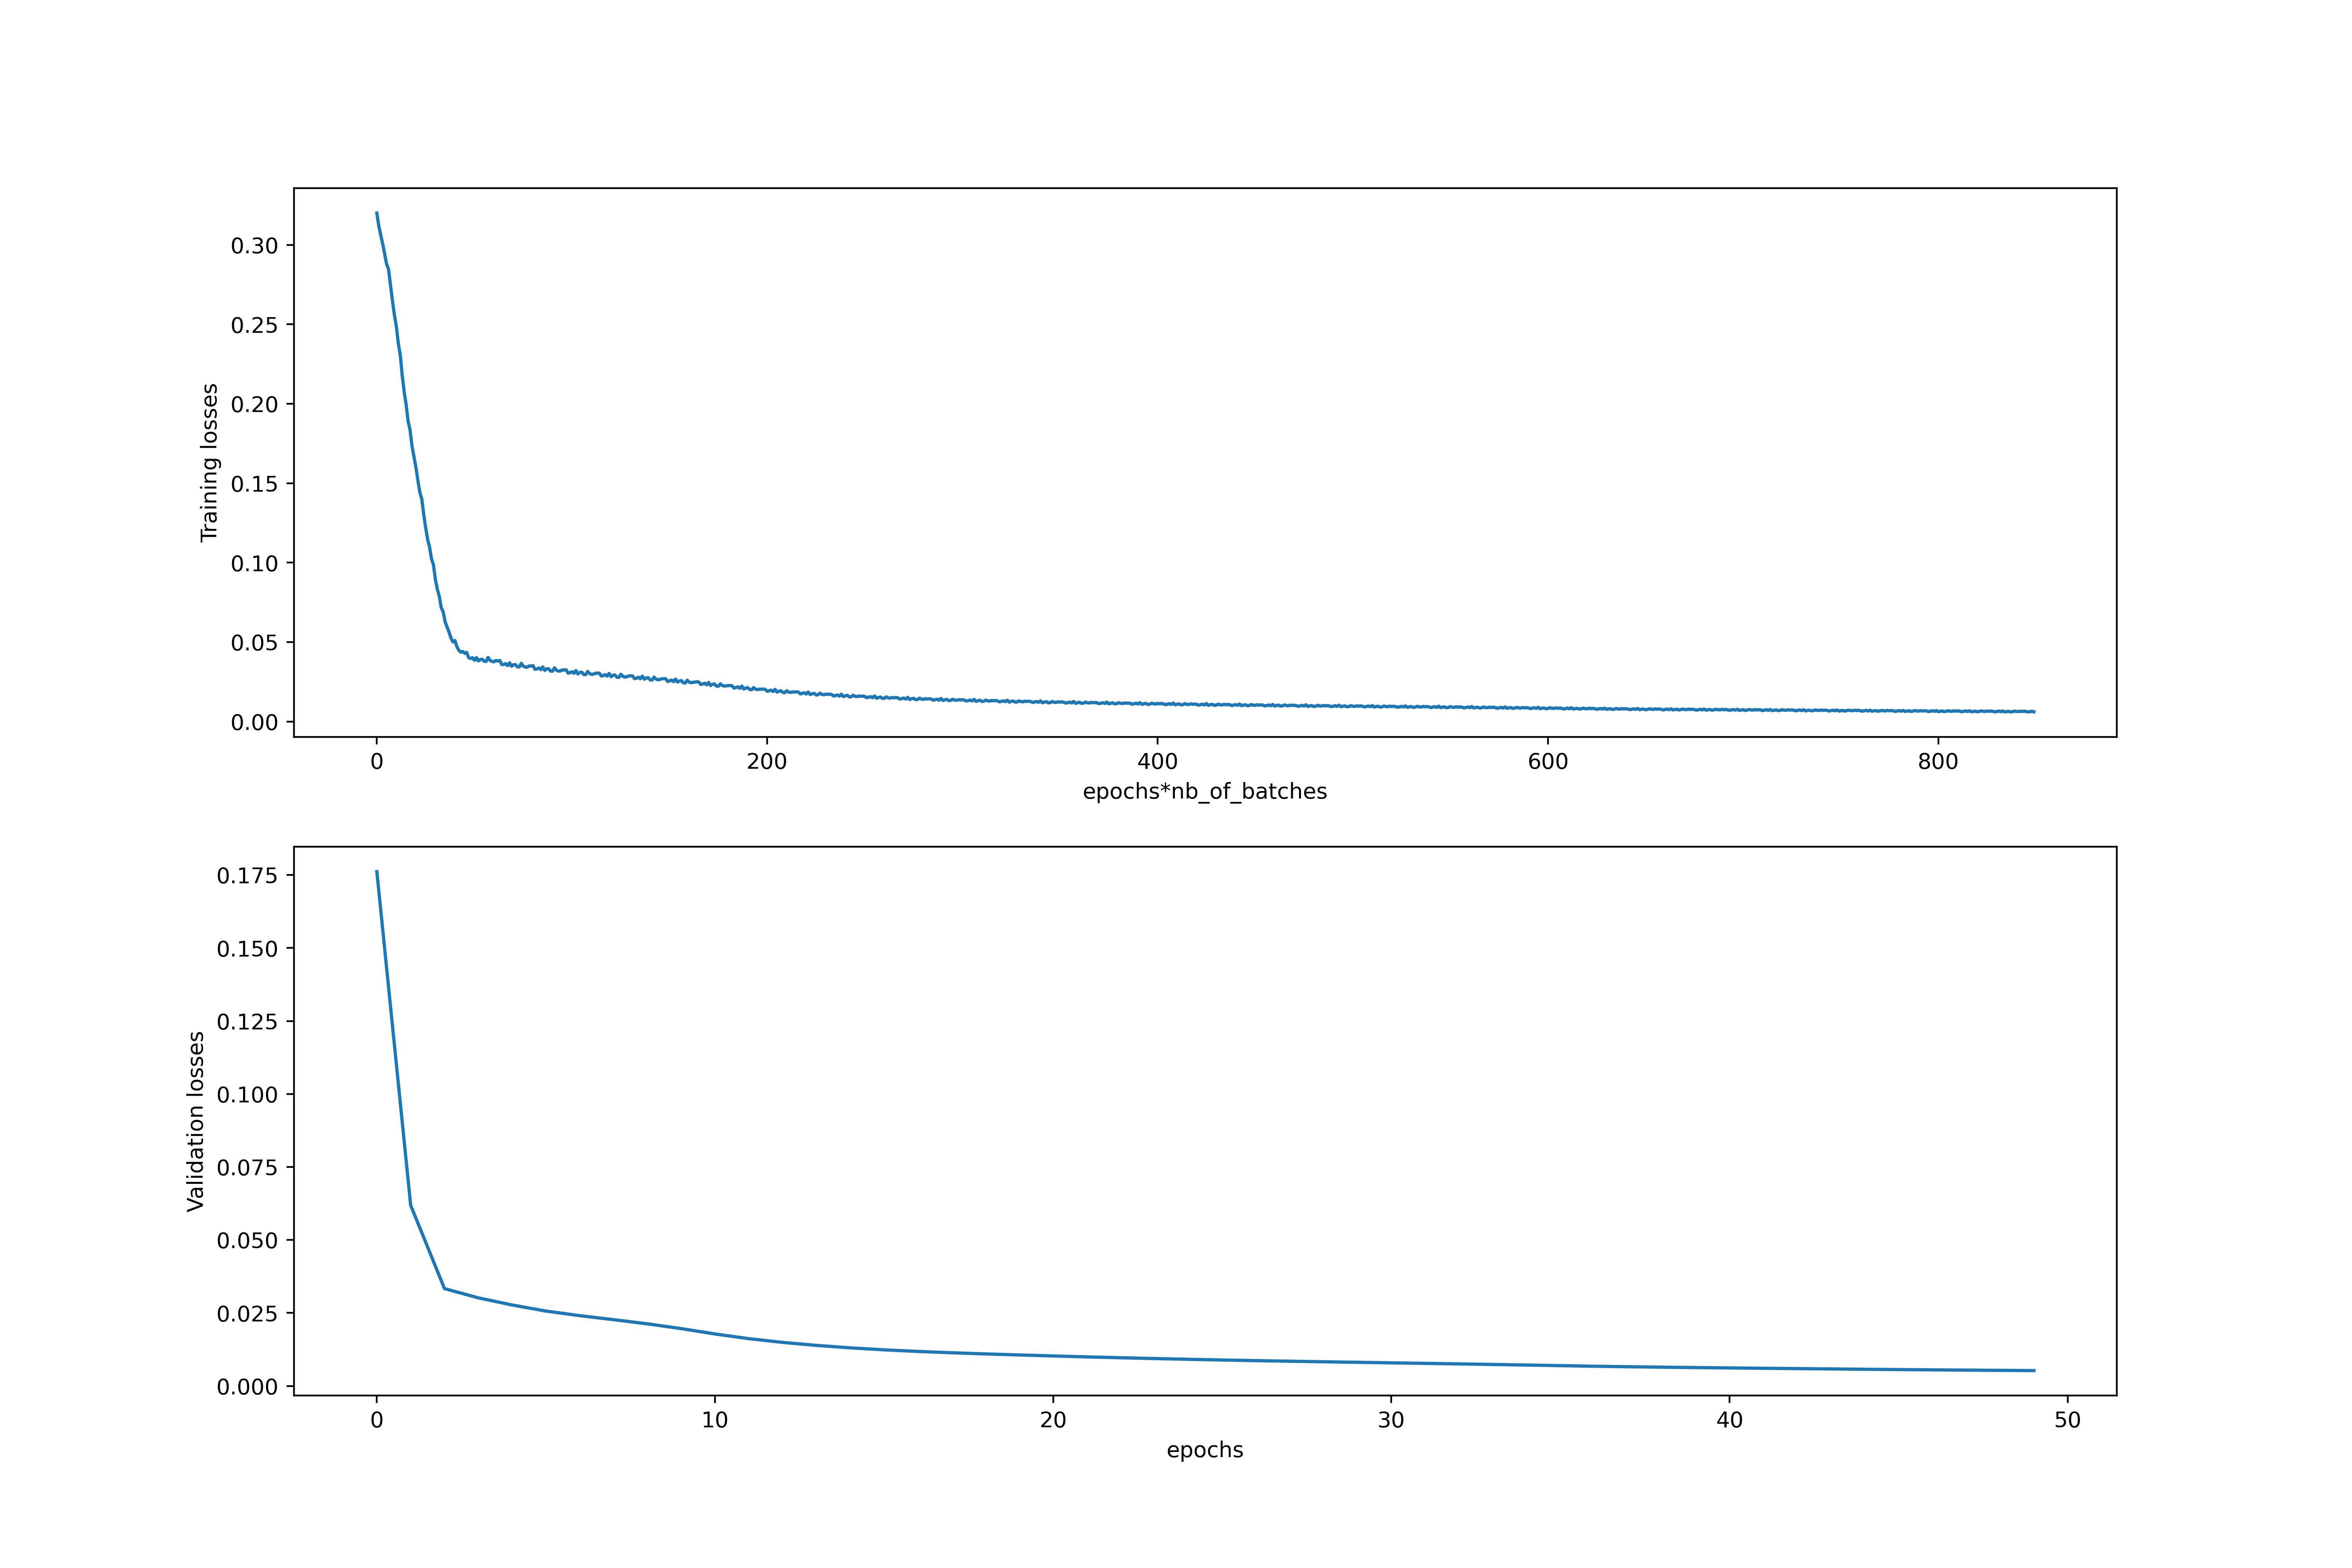 0.30
0.25
0.20
0.15
0.10
0.05
0.00
Training losses
0 200 400 600 800
epochs*nb_of_batches
0.175
0.150
0.125
0.100
0.075
0.050
0.025
0.000
Validation losses
0 10 20 30 40 50
epochs